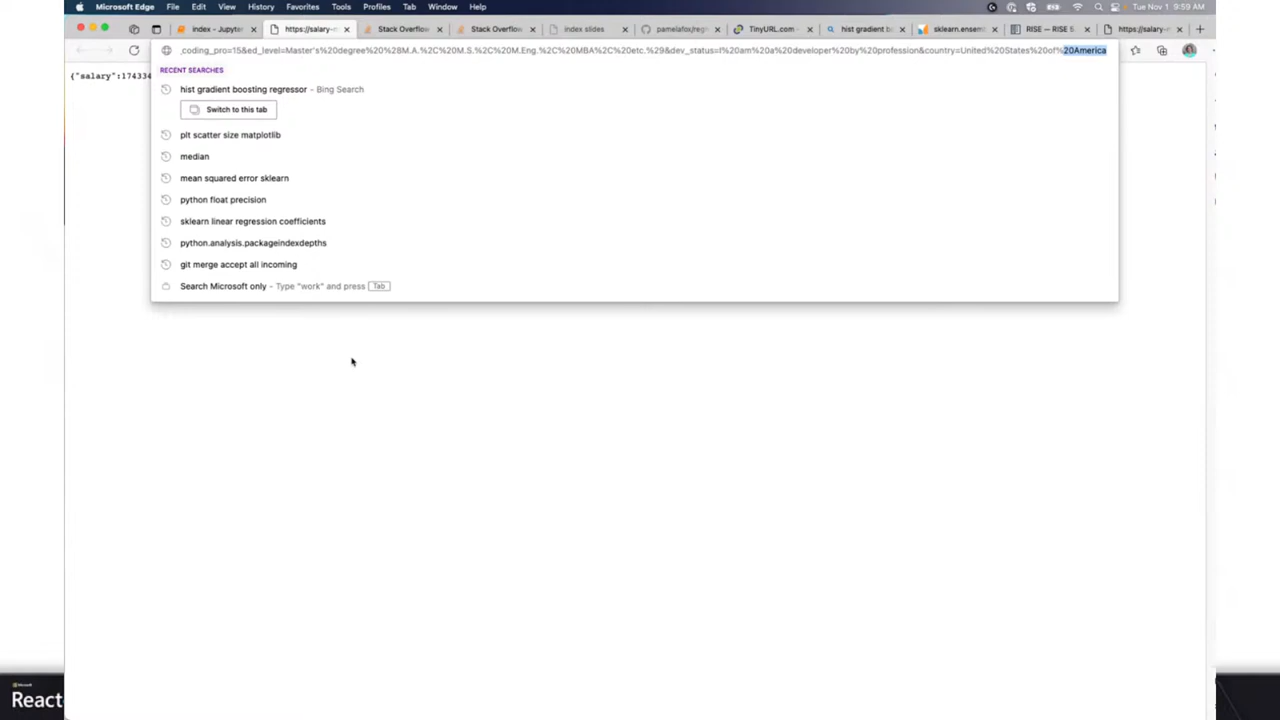 Microsoft Edge File Edit View History Favorites Tools Profiles Tab Window Help Tue Nov 1 9:59 AM
index - Jupyter https://salary-m Stack Overflow Stack Overflow index slides pamelafox/regr TinyURL.com - hist gradient bo sklearn.ensem RISE — RISE 5 https://salary-m
_coding_pro=15&ed_level=Master's%20degree%20%28M.A.%2C%20M.S.%2C%20M.Eng.%2C%20MBA%2C%20etc.%29&dev_status=I%20am%20a%20developer%20by%20profession&country=United%20States%20of%20America
{"salary":174334
RECENT SEARCHES
hist gradient boosting regressor - Bing Search
Switch to this tab
plt scatter size matplotlib
median
mean squared error sklearn
python float precision
sklearn linear regression coefficients
python.analysis.packageindexdepths
git merge accept all incoming
Search Microsoft only - Type "work" and press Tab
Microsoft
Reacto